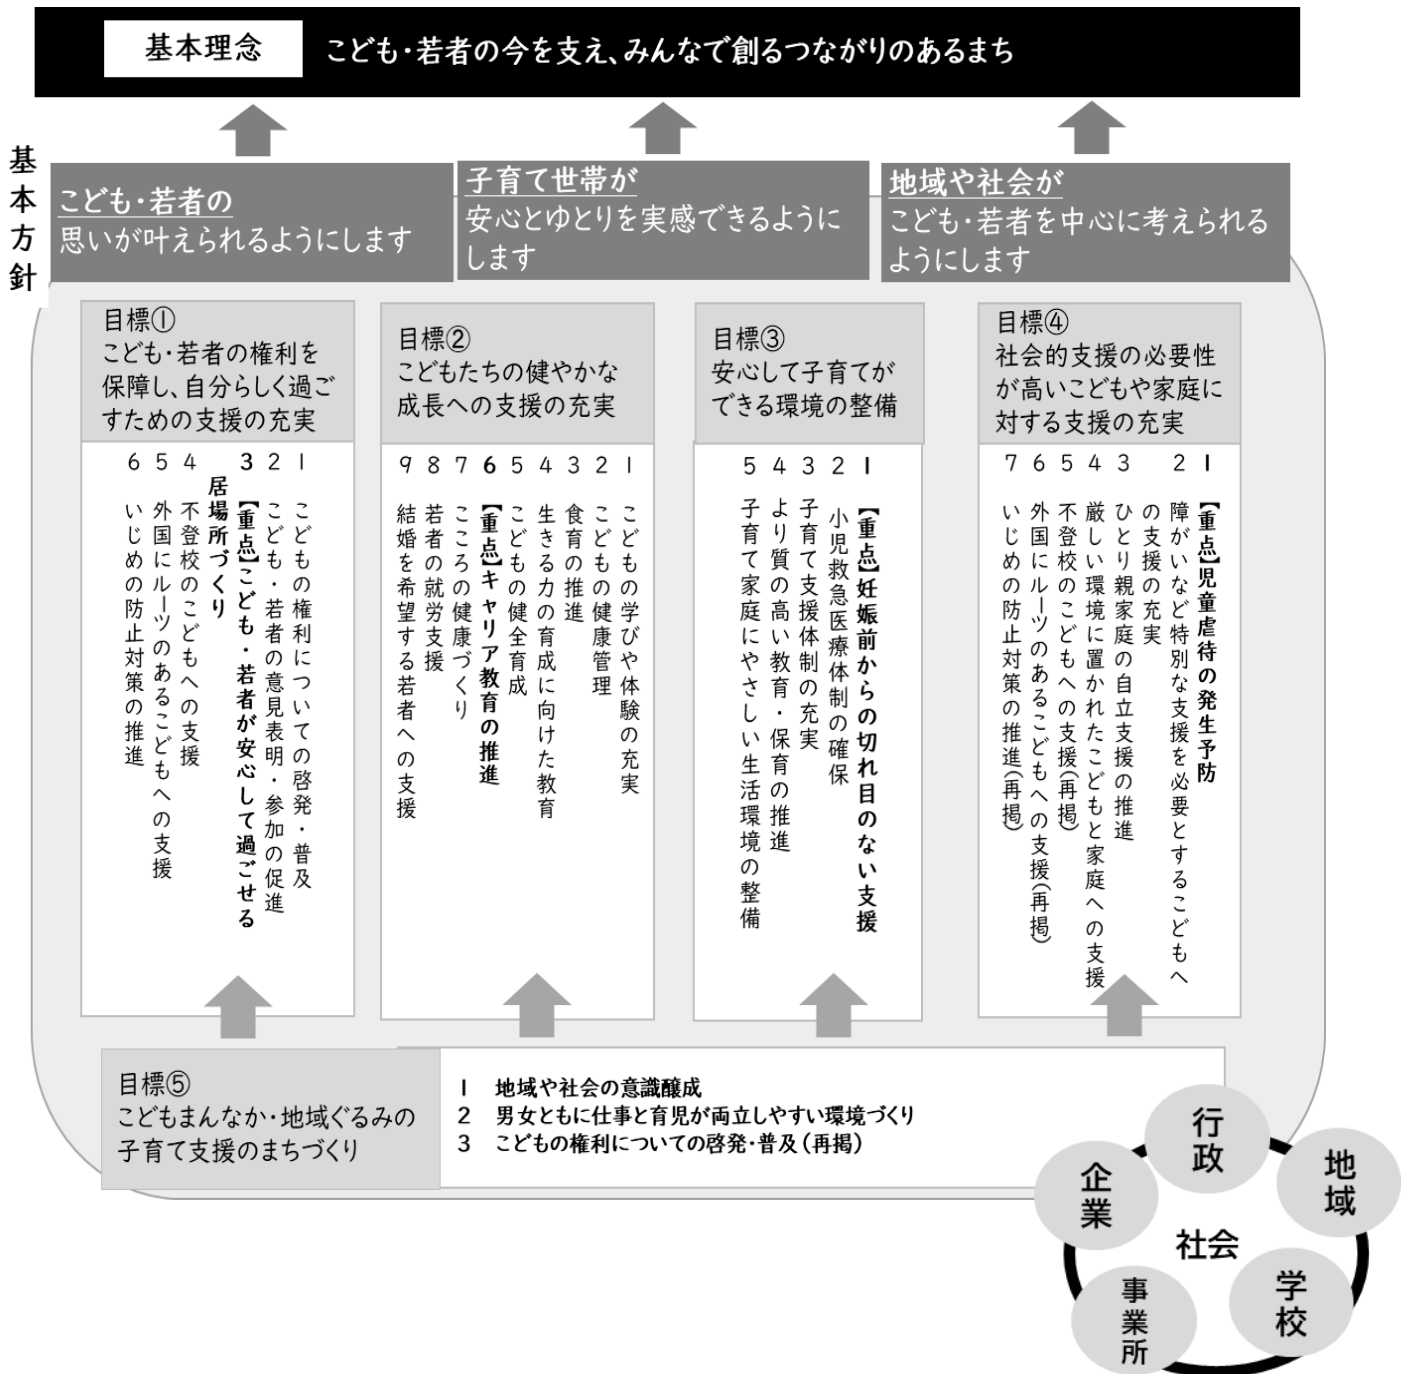 基本理念
こども・若者の今を支え、みんなで創るつながりのあるまち
基本方針
こども・若者の
思いが叶えられるようにします
子育て世帯が
安心とゆとりを実感できるように
します
地域や社会が
こども・若者を中心に考えられる
ようにします
目標①
こども・若者の権利を
保障し、自分らしく過ご
すための支援の充実
1 こどもの権利についての啓発・普及
2 こども・若者の意見表明・参加の促進
3 【重点】こども・若者が安心して過ごせる
居場所づくり
4 不登校のこどもへの支援
5 外国にルーツのあるこどもへの支援
6 いじめの防止対策の推進
目標②
こどもたちの健やかな
成長への支援の充実
1 こどもの学びや体験の充実
2 こどもの健康管理
3 食育の推進
4 生きる力の育成に向けた教育
5 こどもの健全育成
6 【重点】キャリア教育の推進
7 こころの健康づくり
8 若者の就労支援
9 結婚を希望する若者への支援
目標③
安心して子育てが
できる環境の整備
1 【重点】妊娠前からの切れ目のない支援
2 小児救急医療体制の確保
3 子育て支援体制の充実
4 より質の高い教育・保育の推進
5 子育て家庭にやさしい生活環境の整備
目標④
社会的支援の必要性
が高いこどもや家庭に
対する支援の充実
1 【重点】児童虐待の発生予防
2 障がいなど特別な支援を必要とするこどもへ
の支援の充実
3 ひとり親家庭の自立支援の推進
4 厳しい環境に置かれたこどもと家庭への支援
5 不登校のこどもへの支援(再掲)
6 外国にルーツのあるこどもへの支援(再掲)
7 いじめの防止対策の推進(再掲)
目標⑤
こどもまんなか・地域ぐるみの
子育て支援のまちづくり
1 地域や社会の意識醸成
2 男女ともに仕事と育児が両立しやすい環境づくり
3 こどもの権利についての啓発・普及(再掲)
行政
企業
地域
社会
事業所
学校